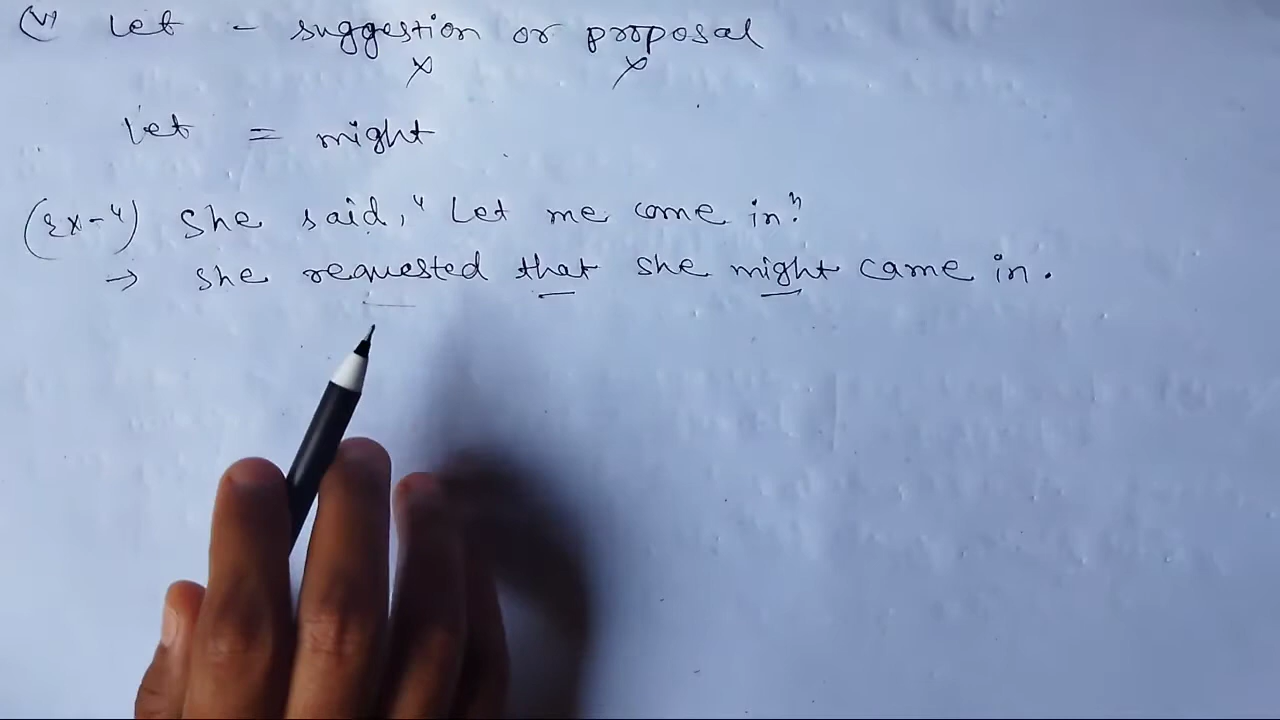 (v) Let - suggestion or proposal
x x
Let = might
(Ex-4) She said, "Let me come in."
→ She requested that she might came in.